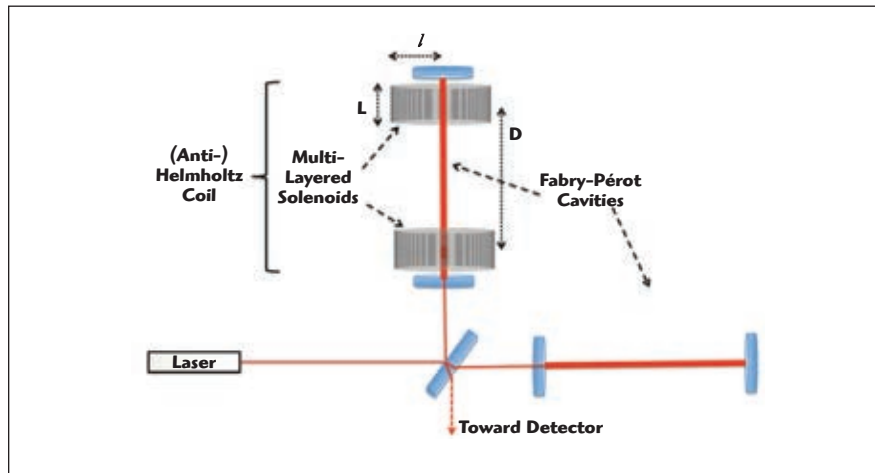 l
L
D
(Anti-)
Helmholtz
Coil
Multi-
Layered
Solenoids
Fabry-Pérot
Cavities
Laser
Toward Detector